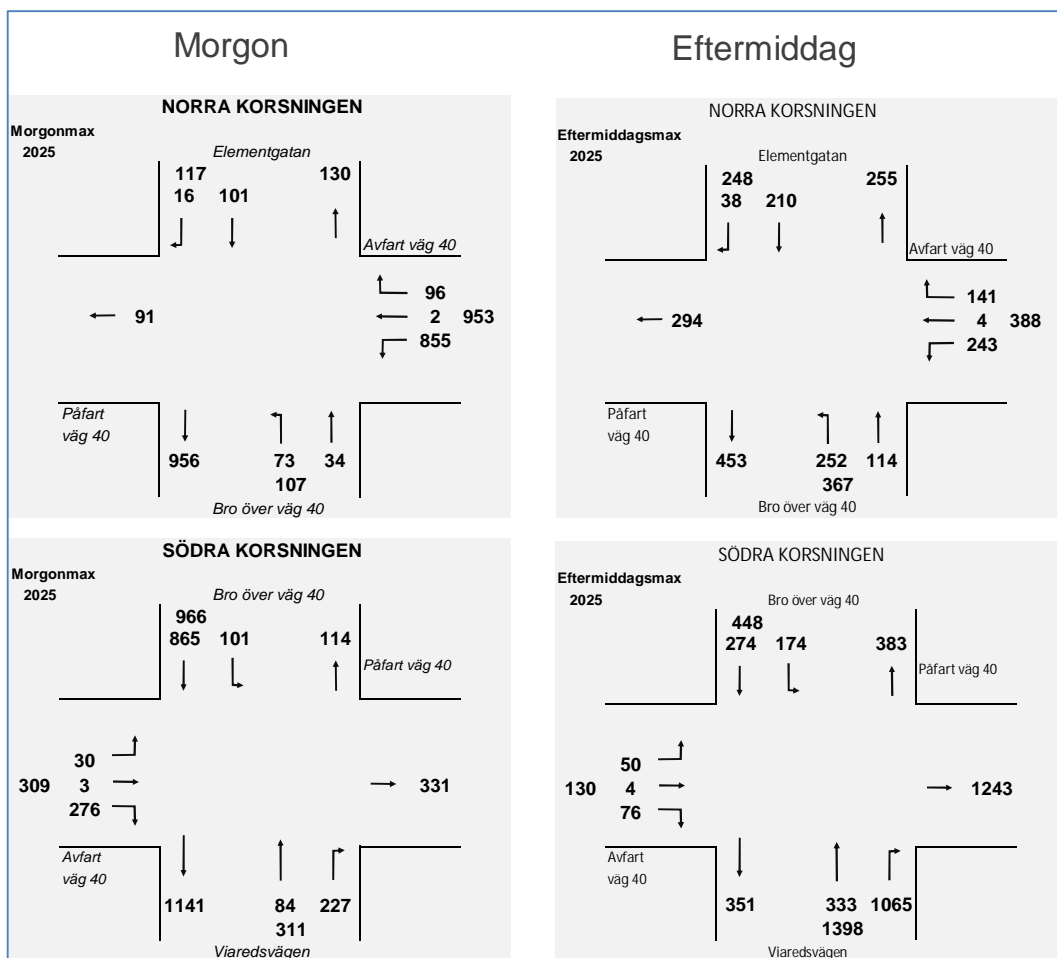 Morgon
Eftermiddag
NORRA KORSNINGEN
Morgonmax
2025
Elementgatan
117
130
16 101
Avfart väg 40
96
91
2 953
855
Påfart
väg 40
956 73 34
107
Bro över väg 40
NORRA KORSNINGEN
Eftermiddagsmax
2025
Elementgatan
248
255
38 210
Avfart väg 40
141
294
4 388
243
Påfart
väg 40
453 252 114
367
Bro över väg 40
SÖDRA KORSNINGEN
Morgonmax
2025
Bro över väg 40
966
865 101 114
Påfart väg 40
30
309 3 331
276
Avfart
väg 40
1141 84 227
311
Viaredsvägen
SÖDRA KORSNINGEN
Eftermiddagsmax
2025
Bro över väg 40
448
274 174 383
Påfart väg 40
50
130 4 1243
76
Avfart
väg 40
351 333 1065
1398
Viaredsvägen